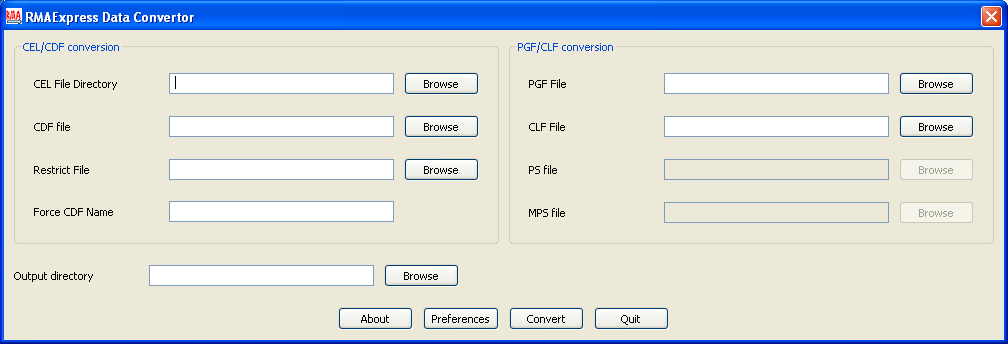 RMA RMAExpress Data Convertor
CEL/CDF conversion
CEL File Directory Browse
CDF file Browse
Restrict File Browse
Force CDF Name
PGF/CLF conversion
PGF File Browse
CLF File Browse
PS file Browse
MPS file Browse
Output directory Browse
About Preferences Convert Quit